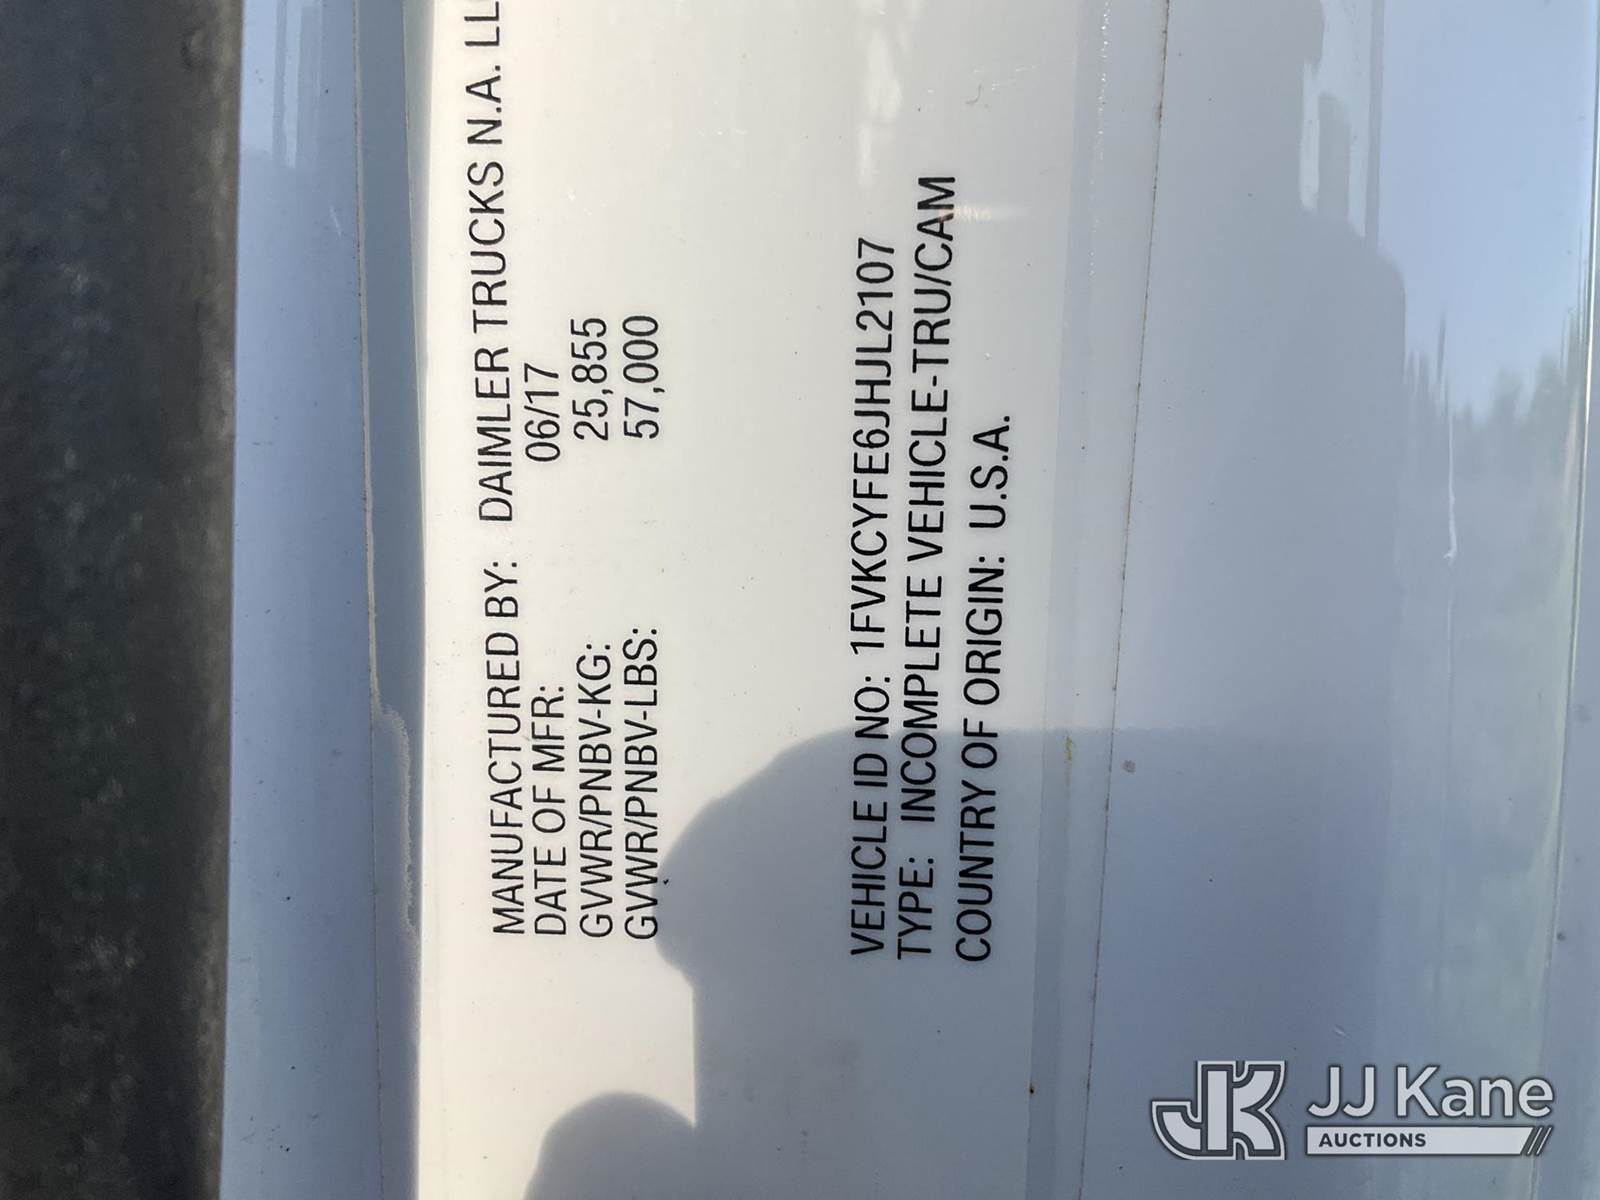 MANUFACTURED BY: DAIMLER TRUCKS N.A. LL
DATE OF MFR: 06/17
GVWR/PNBV-KG: 25,855
GVWR/PNBV-LBS: 57,000
VEHICLE ID NO: 1FVKCYFE6JHJL2107
TYPE: INCOMPLETE VEHICLE-TRU/CAM
COUNTRY OF ORIGIN: U.S.A.
JK JJ Kane
AUCTIONS